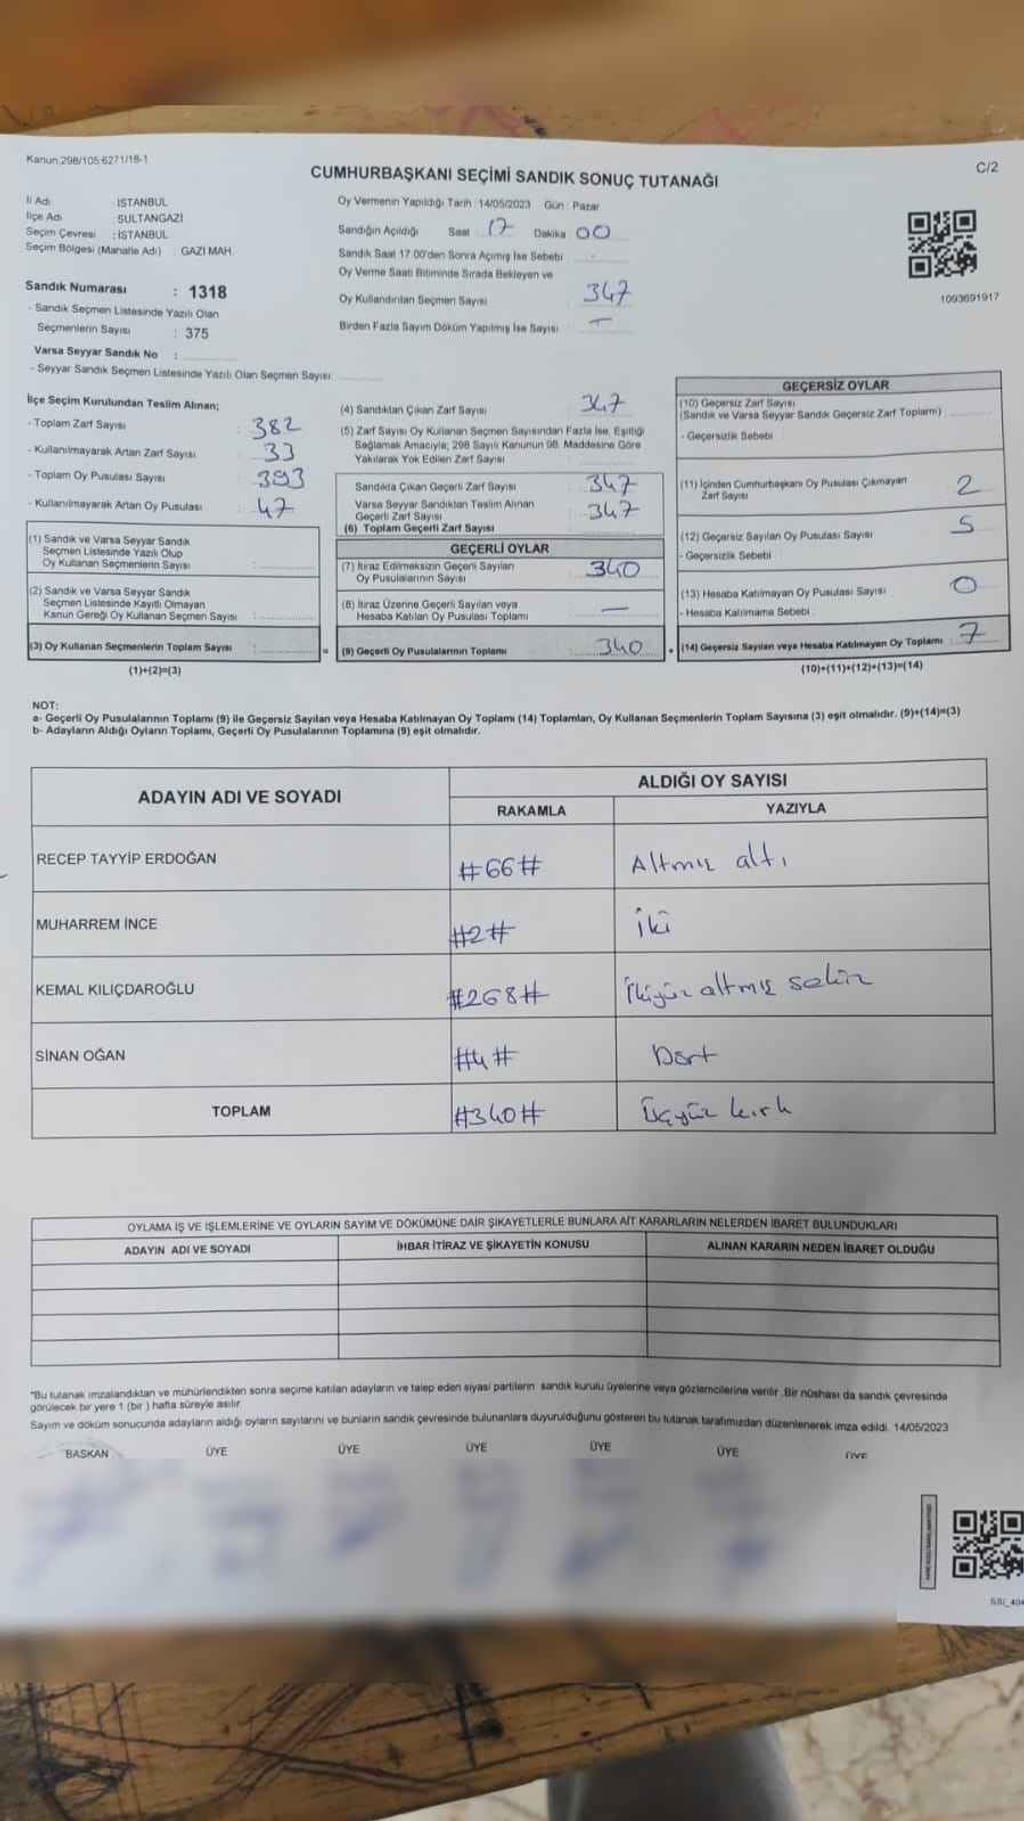 Kanun:298/105-6271/18-1
C/2
CUMHURBAŞKANI SEÇİMİ SANDIK SONUÇ TUTANAĞI
İl Adı : İSTANBUL
İlçe Adı : SULTANGAZİ
Seçim Çevresi : İSTANBUL
Seçim Bölgesi (Mahalle Adı) : GAZİ MAH.
Sandık Numarası : 1318
- Sandık Seçmen Listesinde Yazılı Olan
Seçmenlerin Sayısı : 375
Varsa Seyyar Sandık No :
- Seyyar Sandık Seçmen Listesinde Yazılı Olan Seçmen Sayısı
Oy Vermenin Yapıldığı Tarih : 14/05/2023 Gün : Pazar
Sandığın Açıldığı Saat 17 Dakika 00
Sandık Saat 17:00'den Sonra Açılmış İse Sebebi
Oy Verme Saati Bitiminde Sırada Bekleyen ve
Oy Kullandırılan Seçmen Sayısı 347
Birden Fazla Sayım Döküm Yapılmış İse Sayısı —
1093691917
İlçe Seçim Kurulundan Teslim Alınan;
- Toplam Zarf Sayısı 382
- Kullanılmayarak Artan Zarf Sayısı 33
- Toplam Oy Pusulası Sayısı 393
- Kullanılmayarak Artan Oy Pusulası 47
(1) Sandık ve Varsa Seyyar Sandık
Seçmen Listesinde Yazılı Olup
Oy Kullanan Seçmenlerin Sayısı
(2) Sandık ve Varsa Seyyar Sandık
Seçmen Listesinde Kayıtlı Olmayan
Kanun Gereği Oy Kullanan Seçmen Sayısı
(3) Oy Kullanan Seçmenlerin Toplam Sayısı =
(1)+(2)=(3)
(4) Sandıktan Çıkan Zarf Sayısı 347
(5) Zarf Sayısı Oy Kullanan Seçmen Sayısından Fazla İse, Eşitliği
Sağlamak Amacıyla; 298 Sayılı Kanunun 98. Maddesine Göre
Yakılarak Yok Edilen Zarf Sayısı
Sandıkta Çıkan Geçerli Zarf Sayısı 347
Varsa Seyyar Sandıktan Teslim Alınan
Geçerli Zarf Sayısı 347
(6) Toplam Geçerli Zarf Sayısı
GEÇERLİ OYLAR
(7) İtiraz Edilmeksizin Geçerli Sayılan
Oy Pusulalarının Sayısı 340
(8) İtiraz Üzerine Geçerli Sayılan veya
Hesaba Katılan Oy Pusulası Toplamı —
(9) Geçerli Oy Pusulalarının Toplamı 340 +
GEÇERSİZ OYLAR
(10) Geçersiz Zarf Sayısı
(Sandık ve Varsa Seyyar Sandık Geçersiz Zarf Toplamı)
- Geçersizlik Sebebi
(11) İçinden Cumhurbaşkanı Oy Pusulası Çıkmayan
Zarf Sayısı 2
(12) Geçersiz Sayılan Oy Pusulası Sayısı 5
- Geçersizlik Sebebi
(13) Hesaba Katılmayan Oy Pusulası Sayısı 0
- Hesaba Katılmama Sebebi
(14) Geçersiz Sayılan veya Hesaba Katılmayan Oy Toplamı 7
(10)+(11)+(12)+(13)=(14)
NOT:
a- Geçerli Oy Pusulalarının Toplamı (9) ile Geçersiz Sayılan veya Hesaba Katılmayan Oy Toplamı (14) Toplamları, Oy Kullanan Seçmenlerin Toplam Sayısına (3) eşit olmalıdır. (9)+(14)=(3)
b- Adayların Aldığı Oyların Toplamı, Geçerli Oy Pusulalarının Toplamına (9) eşit olmalıdır.
ADAYIN ADI VE SOYADI ALDIĞI OY SAYISI
RAKAMLA YAZIYLA
RECEP TAYYİP ERDOĞAN #66# Altmış altı
MUHARREM İNCE #2# iki
KEMAL KILIÇDAROĞLU #268# İkiyüz altmış sekiz
SİNAN OĞAN #4# Dört
TOPLAM #340# Üçyüz kırk
OYLAMA İŞ VE İŞLEMLERİNE VE OYLARIN SAYIM VE DÖKÜMÜNE DAİR ŞİKAYETLERLE BUNLARA AİT KARARLARIN NELERDEN İBARET BULUNDUKLARI
ADAYIN ADI VE SOYADI İHBAR İTİRAZ VE ŞİKAYETİN KONUSU ALINAN KARARIN NEDEN İBARET OLDUĞU
"Bu tutanak imzalandıktan ve mühürlendikten sonra seçime katılan adayların ve talep eden siyasi partilerin sandık kurulu üyelerine veya gözlemcilerine verilir. Bir nüshası da sandık çevresinde
görülecek bir yere 1 (bir) hafta süreyle asılır.
Sayım ve döküm sonucunda adayların aldığı oyların sayılarını ve bunların sandık çevresinde bulunanlara duyurulduğunu gösteren bu tutanak tarafımızdan düzenlenerek imza edildi. 14/05/2023
BAŞKAN ÜYE ÜYE ÜYE ÜYE ÜYE ÜYE